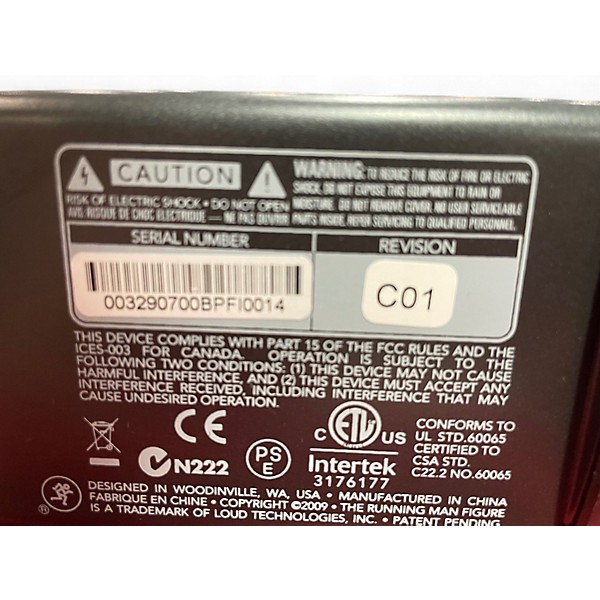 CAUTION
RISK OF ELECTRIC SHOCK • DO NOT OPEN
AVIS: RISQUE DE CHOC ELECTRIQUE — NE PAS OUVRIR
WARNING: TO REDUCE THE RISK OF FIRE OR ELECTRIC
SHOCK, DO NOT EXPOSE THIS EQUIPMENT TO RAIN OR
MOISTURE. DO NOT REMOVE COVER. NO USER SERVICEABLE
PARTS INSIDE. REFER SERVICING TO QUALIFIED PERSONNEL.
SERIAL NUMBER
003290700BPFI0014
REVISION
C01
THIS DEVICE COMPLIES WITH PART 15 OF THE FCC RULES AND THE
ICES-003 FOR CANADA. OPERATION IS SUBJECT TO THE
FOLLOWING TWO CONDITIONS: (1) THIS DEVICE MAY NOT CAUSE
HARMFUL INTERFERENCE, AND (2) THIS DEVICE MUST ACCEPT ANY
INTERFERENCE RECEIVED, INCLUDING INTERFERENCE THAT MAY
CAUSE UNDESIRED OPERATION.
CE
N222
PS
E
C ETL US
Intertek
3176177
CONFORMS TO
UL STD.60065
CERTIFIED TO
CSA STD.
C22.2 NO.60065
DESIGNED IN WOODINVILLE, WA, USA • MANUFACTURED IN CHINA
FABRIQUE EN CHINE • COPYRIGHT ©2009 • THE RUNNING MAN FIGURE
IS A TRADEMARK OF LOUD TECHNOLOGIES, INC. • PATENT PENDING
®